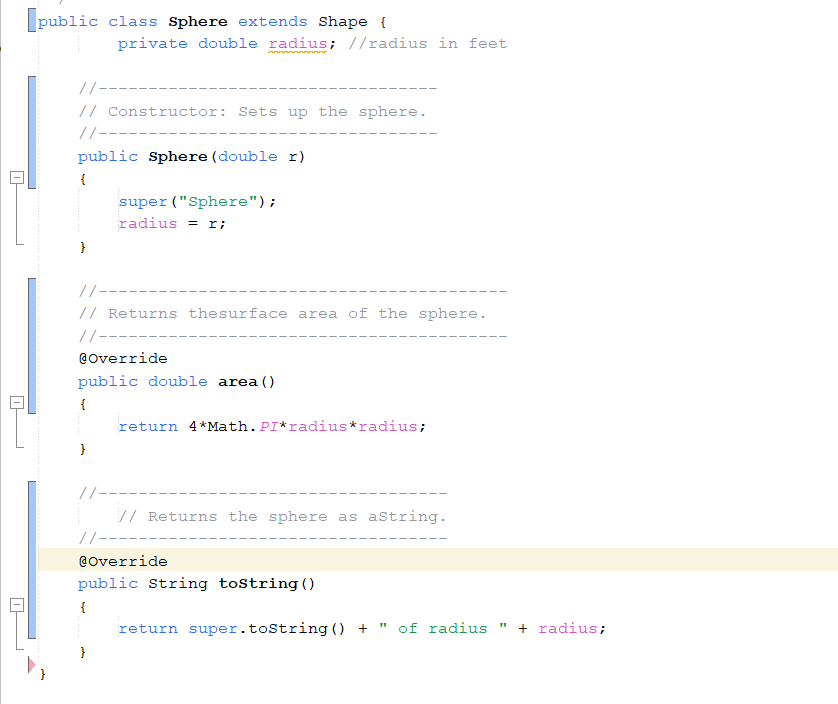 public class Sphere extends Shape {
private double radius; //radius in feet
//----------------------------------
// Constructor: Sets up the sphere.
//----------------------------------
public Sphere(double r)
{
super("Sphere");
radius = r;
}
//-----------------------------------------
// Returns thesurface area of the sphere.
//-----------------------------------------
@Override
public double area()
{
return 4*Math.PI*radius*radius;
}
//-----------------------------------
// Returns the sphere as aString.
//-----------------------------------
@Override
public String toString()
{
return super.toString() + " of radius " + radius;
}
}